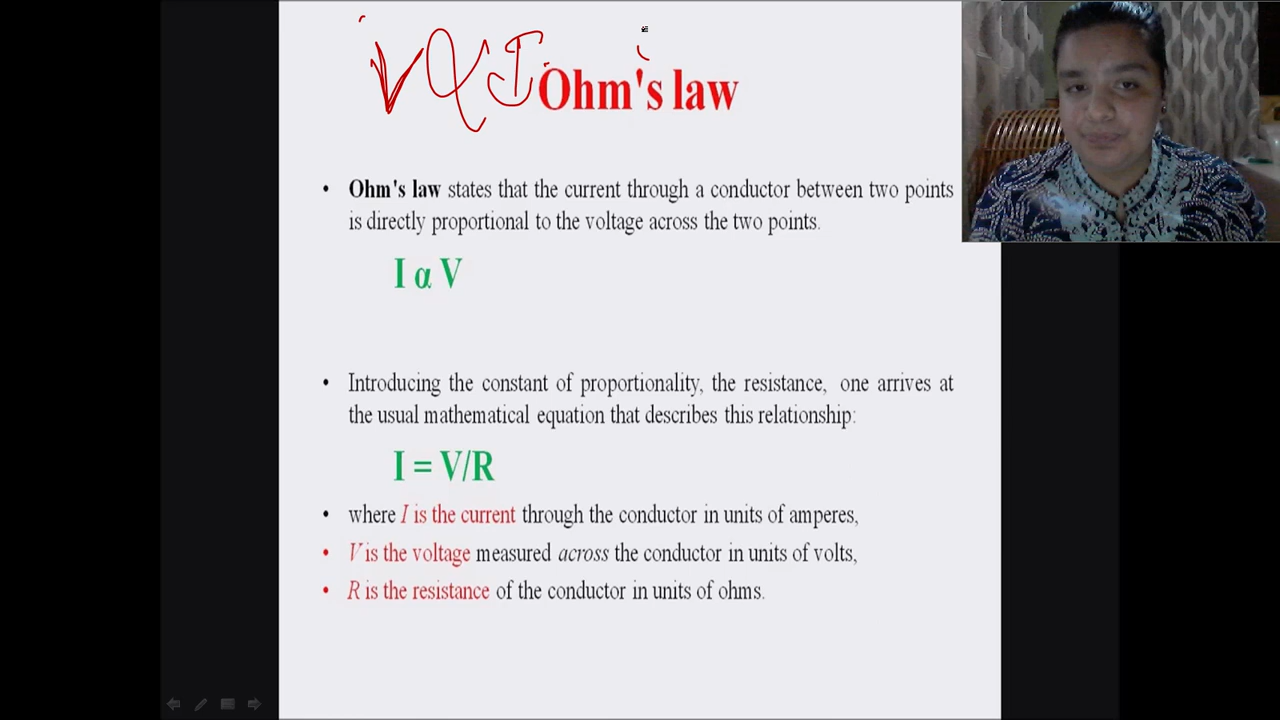 V α I
Ohm's law
• Ohm's law states that the current through a conductor between two points
is directly proportional to the voltage across the two points.
I α V
• Introducing the constant of proportionality, the resistance, one arrives at
the usual mathematical equation that describes this relationship:
I = V/R
• where I is the current through the conductor in units of amperes,
• V is the voltage measured across the conductor in units of volts,
• R is the resistance of the conductor in units of ohms.